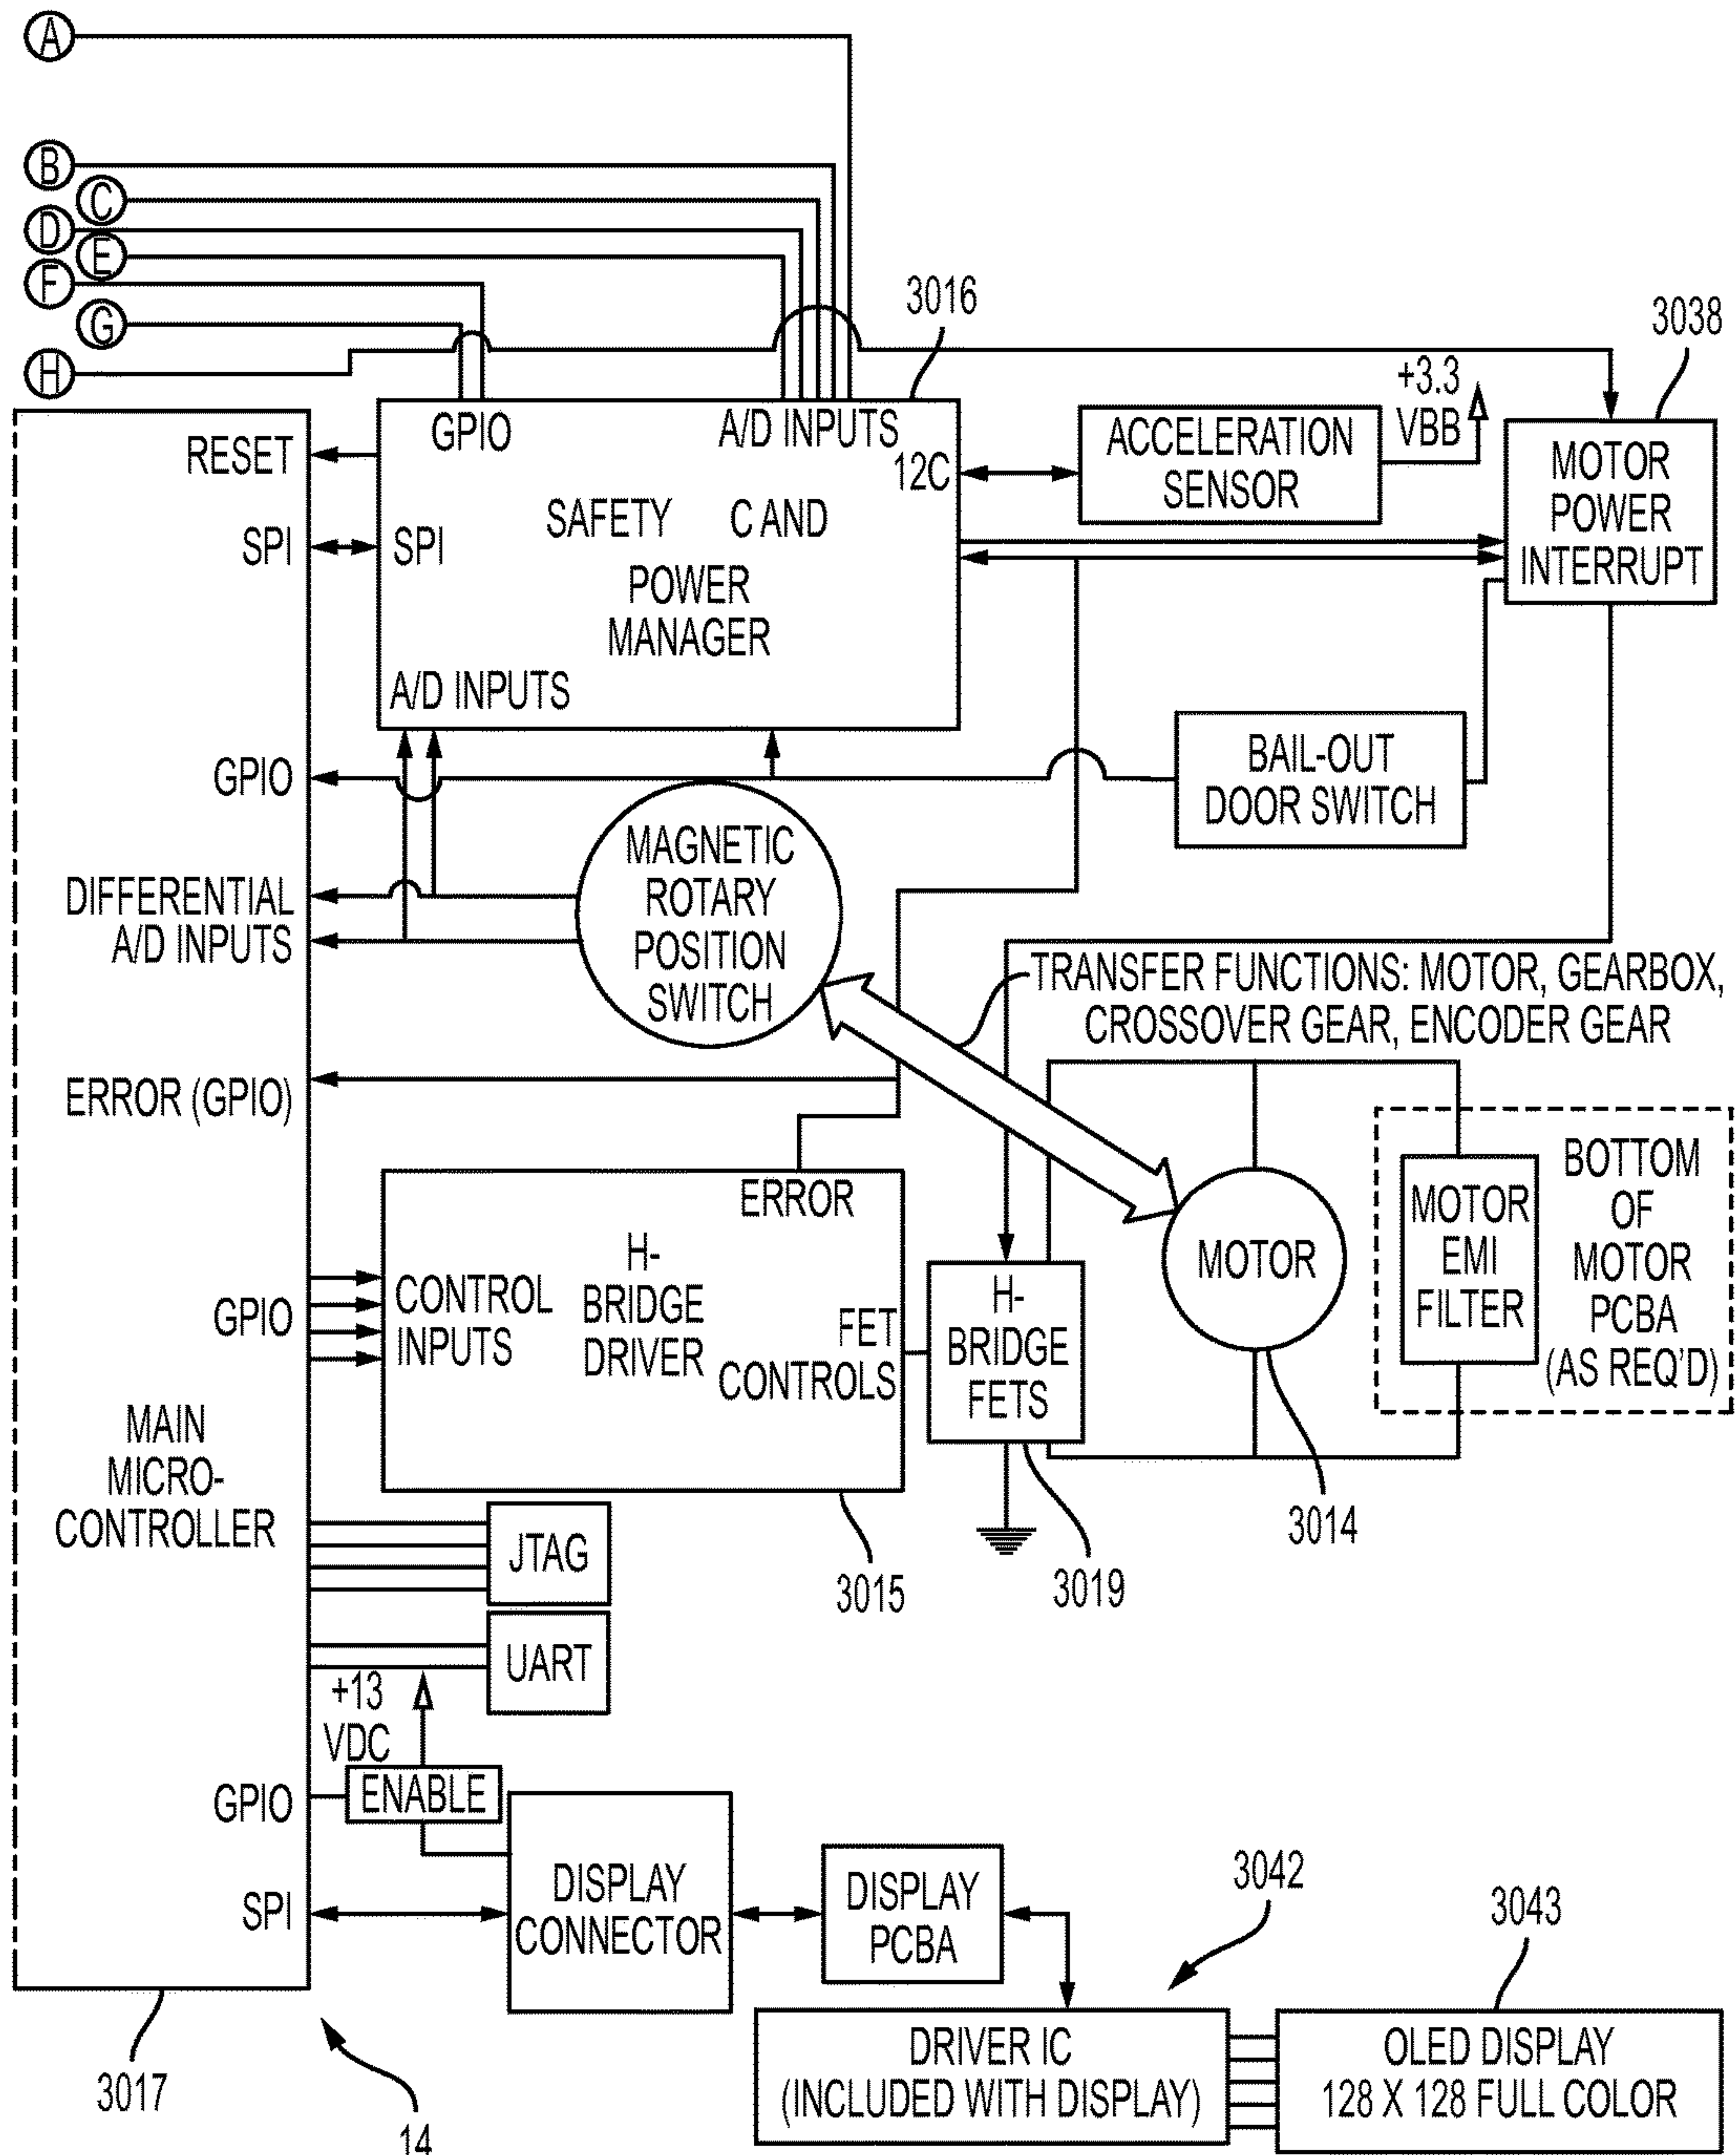 A
B
C
D
E
F
G
H
3016
3038
+3.3
VBB
RESET
GPIO
A/D INPUTS
12C
ACCELERATION
SENSOR
MOTOR
POWER
INTERRUPT
SPI
SPI
SAFETY C AND
POWER
MANAGER
A/D INPUTS
GPIO
BAIL-OUT
DOOR SWITCH
MAGNETIC
ROTARY
POSITION
SWITCH
DIFFERENTIAL
A/D INPUTS
TRANSFER FUNCTIONS: MOTOR, GEARBOX,
CROSSOVER GEAR, ENCODER GEAR
ERROR (GPIO)
ERROR
H-
BRIDGE
DRIVER
GPIO
CONTROL
INPUTS
FET
CONTROLS
H-
BRIDGE
FETS
MOTOR
MOTOR
EMI
FILTER
BOTTOM
OF
MOTOR
PCBA
(AS REQ'D)
MAIN
MICRO-
CONTROLLER
JTAG
3015
3019
3014
UART
+13
VDC
GPIO
ENABLE
SPI
DISPLAY
CONNECTOR
DISPLAY
PCBA
3042
3043
DRIVER IC
(INCLUDED WITH DISPLAY)
OLED DISPLAY
128 X 128 FULL COLOR
3017
14